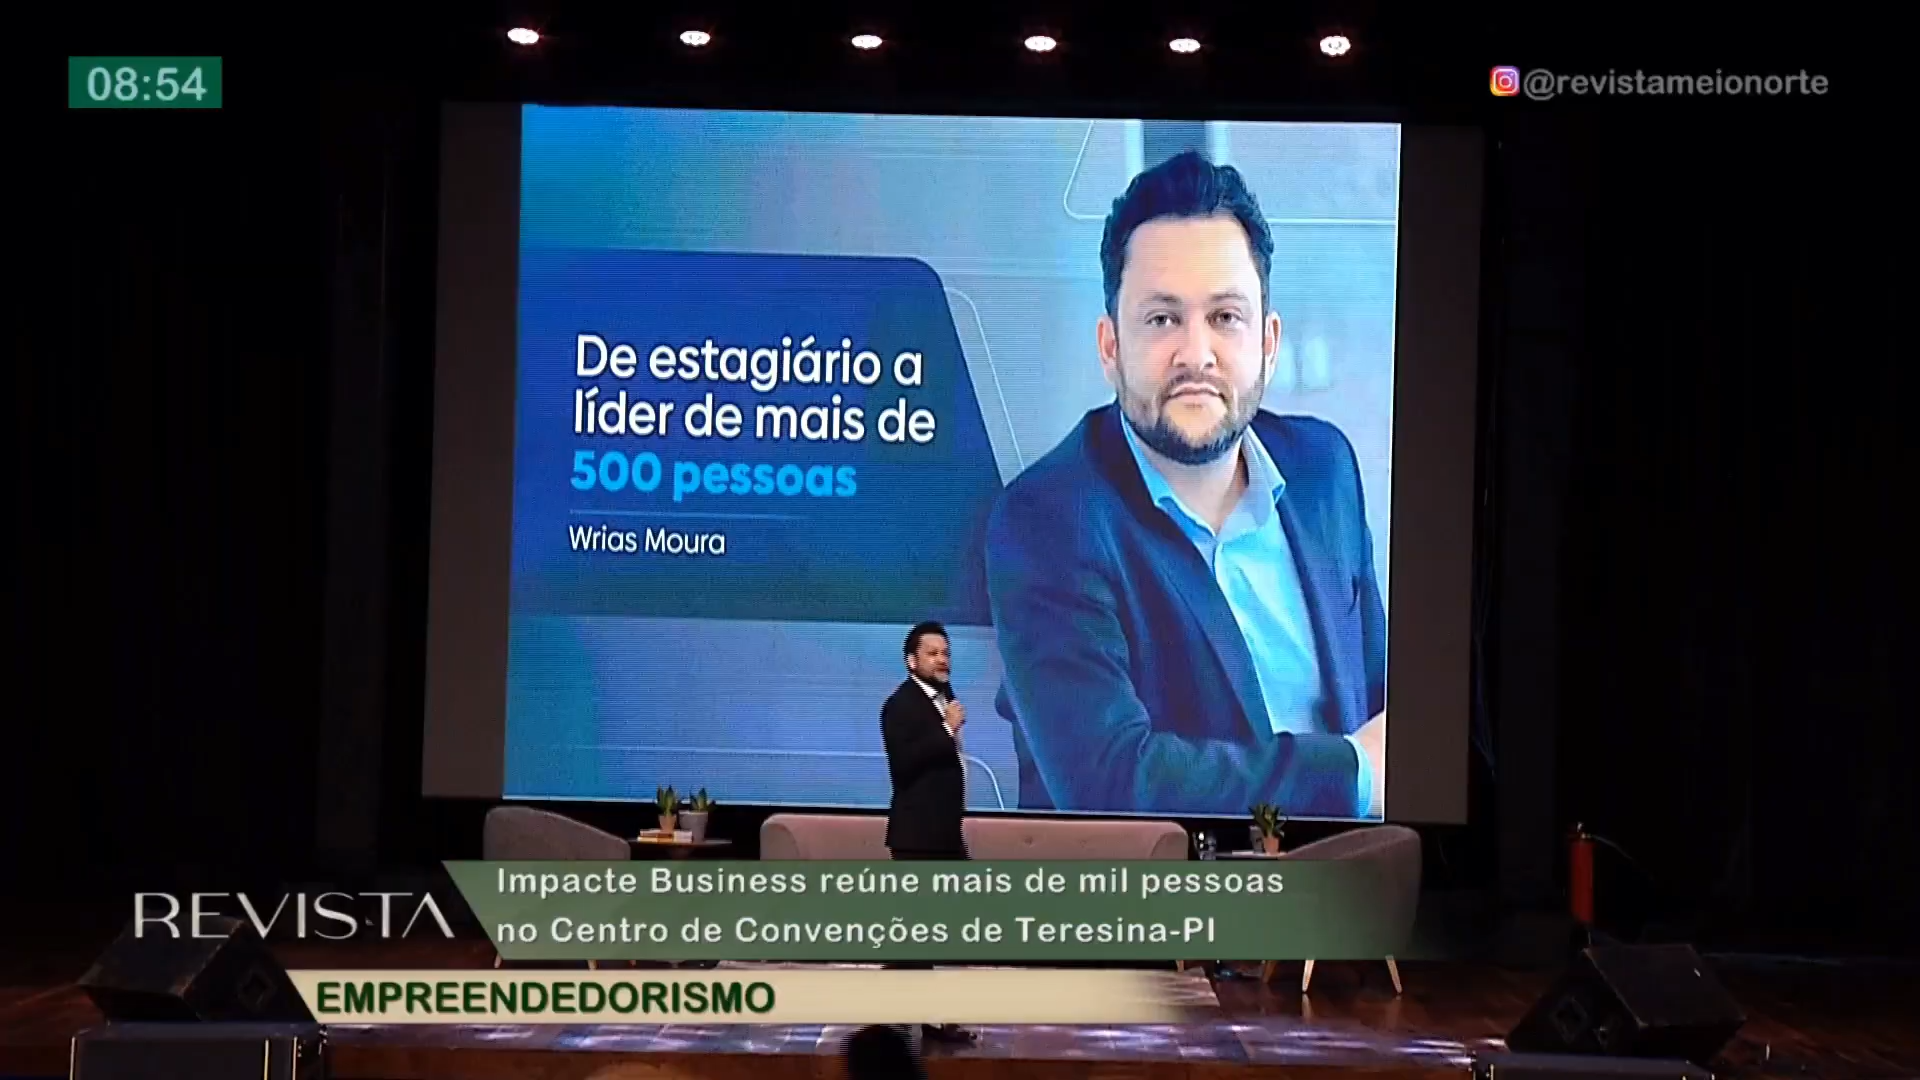 08:54
@revistameionorte
De estagiário a
líder de mais de
500 pessoas
Wrias Moura
REVISTA
Impacte Business reúne mais de mil pessoas
no Centro de Convenções de Teresina-PI
EMPREENDEDORISMO